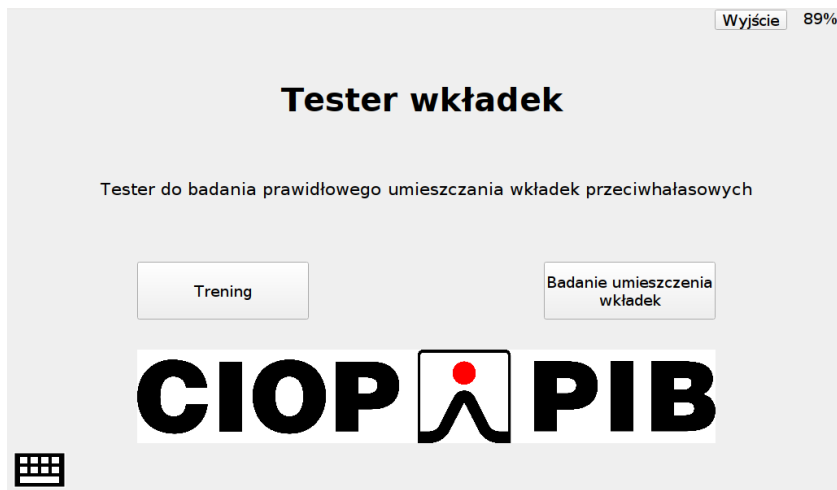 Wyjście 89%
Tester wkładek
Tester do badania prawidłowego umieszczania wkładek przeciwhałasowych
Trening
Badanie umieszczenia
wkładek
CIOP PIB